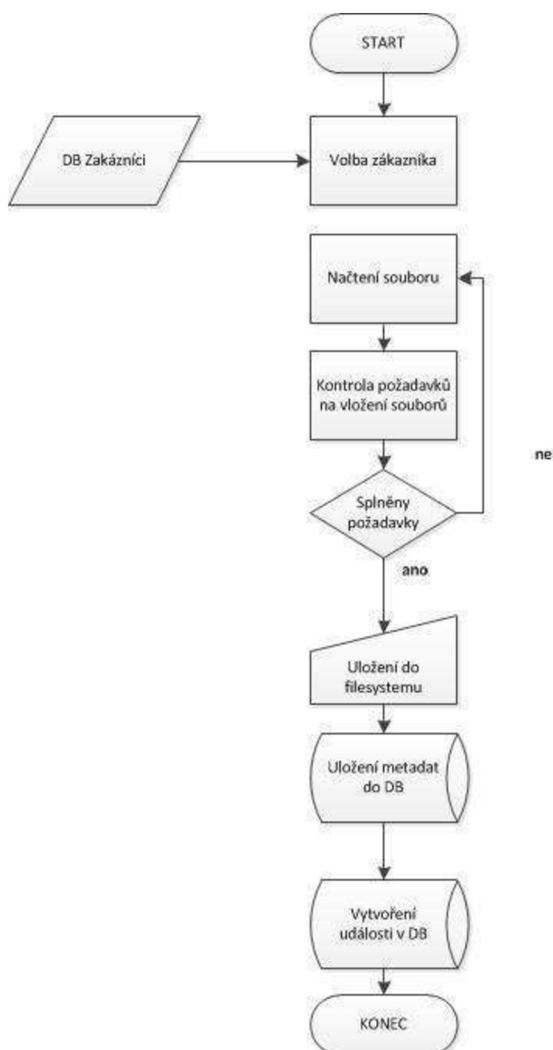 START
DB Zakázníci
Volba zákazníka
Načtení souboru
Kontrola požadavků
na vložení souborů
ne
Splněny
požadavky
ano
Uložení do
filesystemu
Uložení metadat
do DB
Vytvoření
události v DB
KONEC